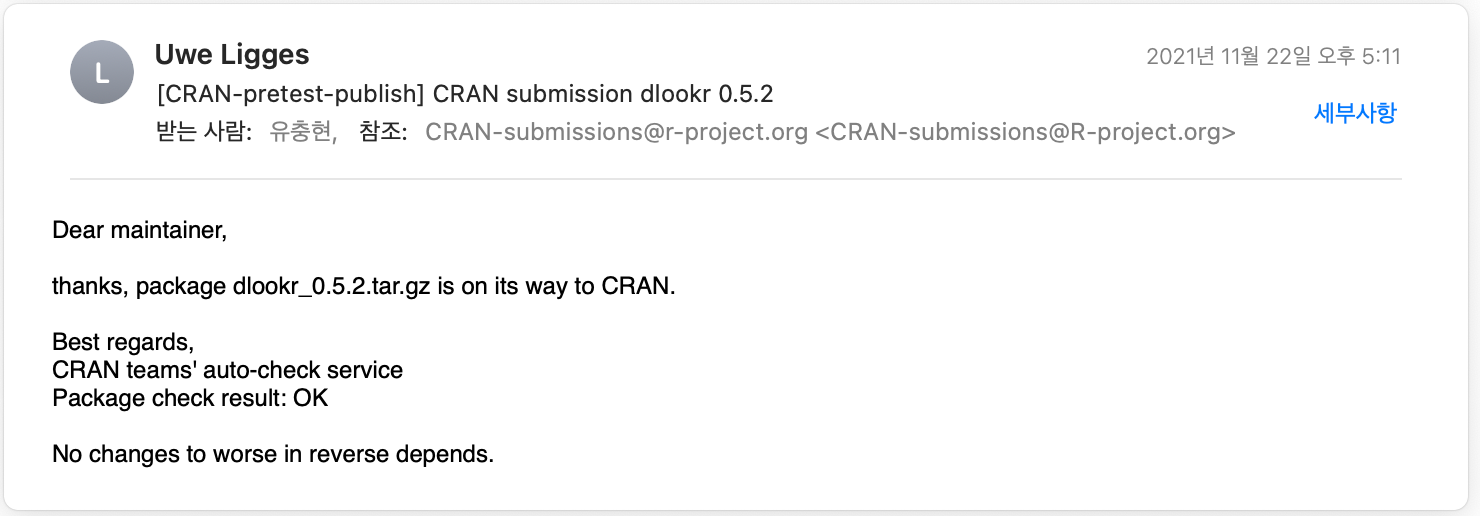 L
Uwe Ligges
2021년 11월 22일 오후 5:11
[CRAN-pretest-publish] CRAN submission dlookr 0.5.2
세부사항
받는 사람: 유충현, 참조: CRAN-submissions@r-project.org <CRAN-submissions@R-project.org>
Dear maintainer,
thanks, package dlookr_0.5.2.tar.gz is on its way to CRAN.
Best regards,
CRAN teams' auto-check service
Package check result: OK
No changes to worse in reverse depends.